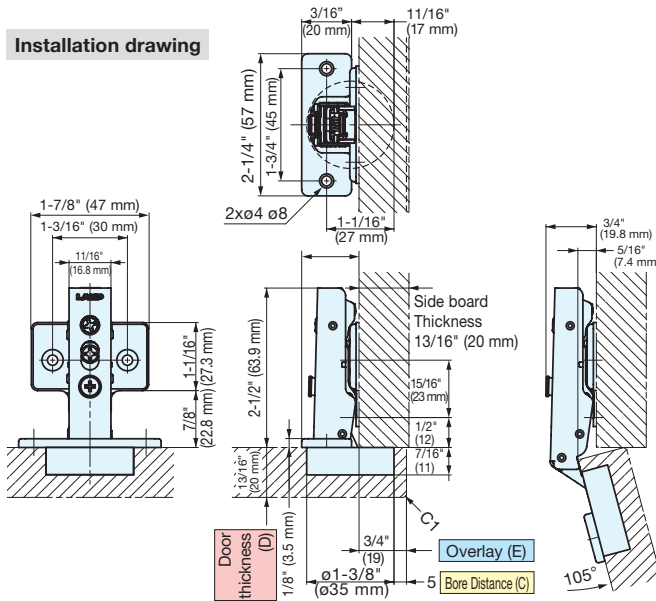 Installation drawing
3/16”
(20 mm)
11/16"
(17 mm)
2-1/4" (57 mm)
1-3/4" (45 mm)
2xø4 ø8
1-1/16"
(27 mm)
1-7/8" (47 mm)
1-3/16" (30 mm)
11/16"
(16.8 mm)
LAMP
1-1/16"
(27.3 mm)
7/8"
(22.8 mm)
2-1/2" (63.9 mm)
Side board
Thickness
13/16" (20 mm)
15/16"
(23 mm)
1/2"
(12)
7/16"
(11)
13/16"
(20 mm)
C1
3/4"
(19)
1/8" (3.5 mm)
Door
thickness
(D)
Overlay (E)
ø1-3/8"
(ø35 mm)
5
Bore Distance (C)
3/4"
(19.8 mm)
5/16"
(7.4 mm
105°